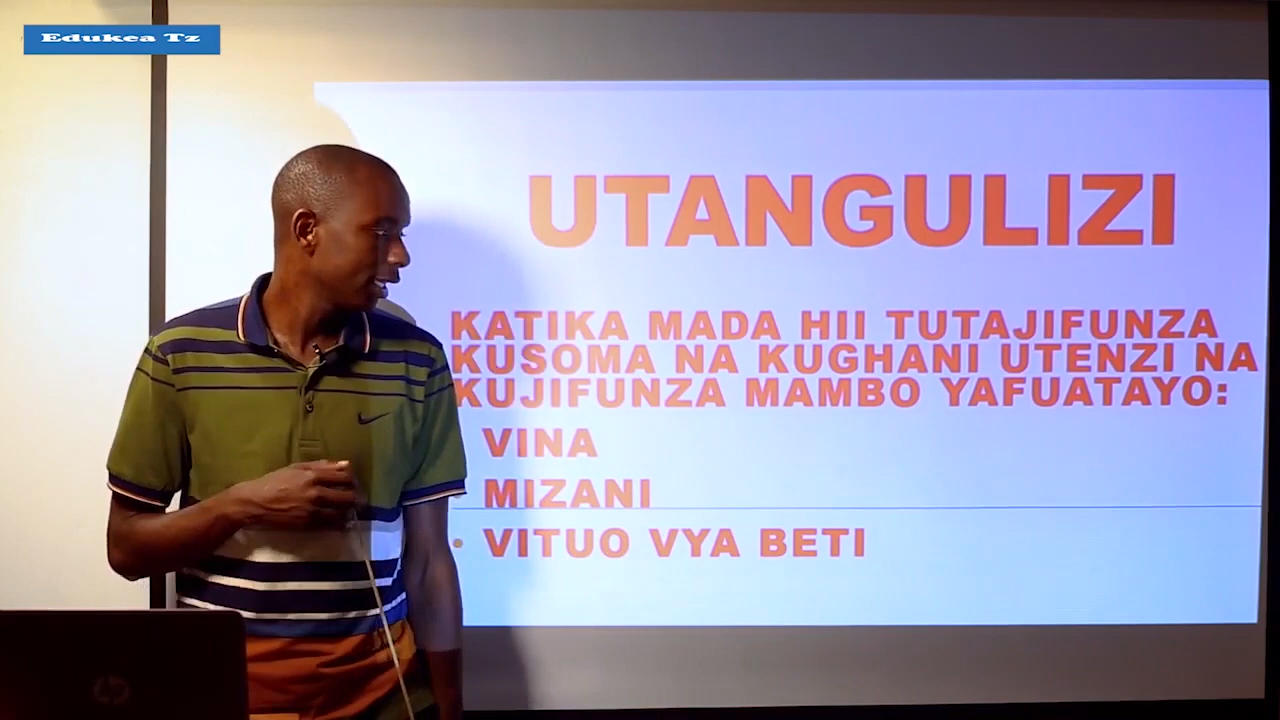 Edukea Tz
UTANGULIZI
KATIKA MADA HII TUTAJIFUNZA
KUSOMA NA KUGHANI UTENZI NA
KUJIFUNZA MAMBO YAFUATAYO:
VINA
• MIZANI
• VITUO VYA BETI
hp